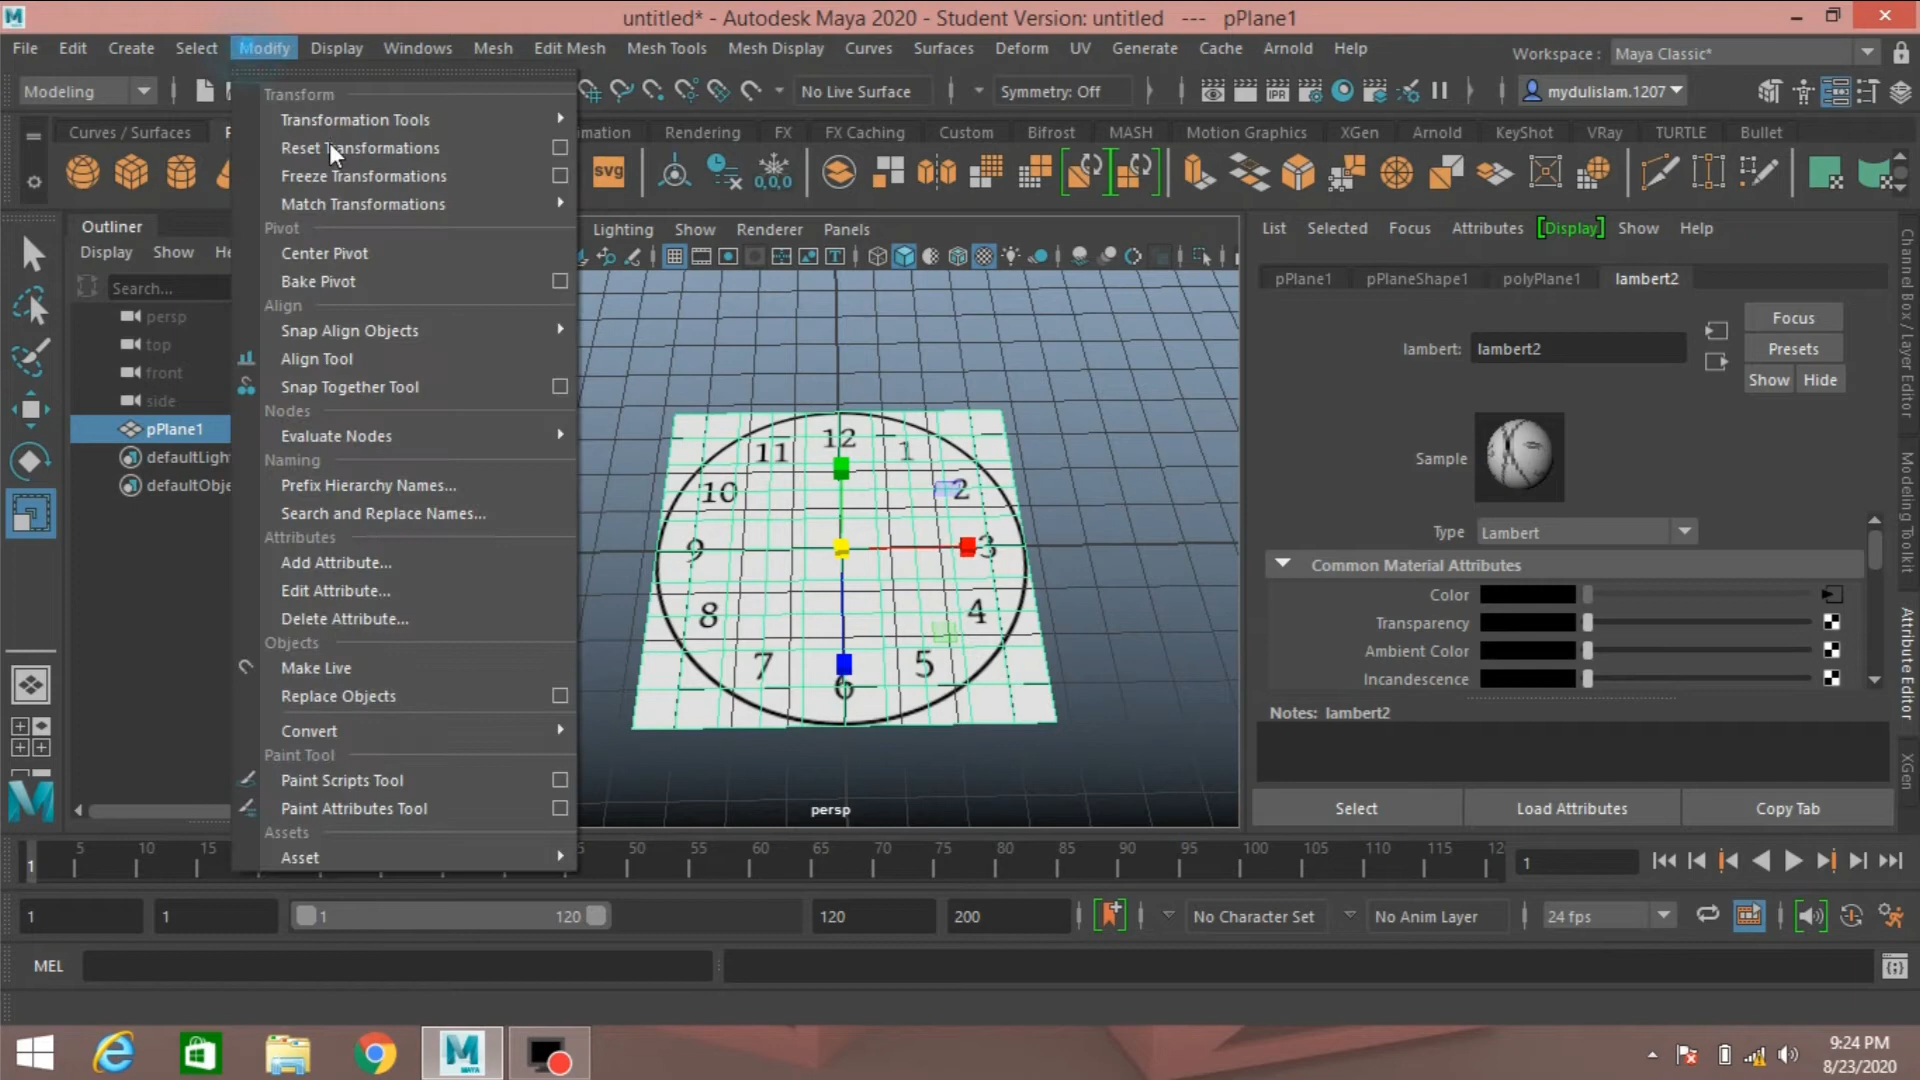 untitled* - Autodesk Maya 2020 - Student Version: untitled --- pPlane1
File Edit Create Select Modify Display Windows Mesh Edit Mesh Mesh Tools Mesh Display Curves Surfaces Deform UV Generate Cache Arnold Help
Workspace : Maya Classic*
Modeling
No Live Surface
Symmetry: Off
IPR
mydulislam.1207
Curves / Surfaces
Rendering FX FX Caching Custom Bifrost MASH Motion Graphics XGen Arnold KeyShot VRay TURTLE Bullet
svg
0,0,0
Outliner
Display Show He
Search...
persp
top
front
side
pPlane1
defaultLigh
defaultObje
Transform
Transformation Tools
Reset Transformations
Freeze Transformations
Match Transformations
Pivot
Center Pivot
Bake Pivot
Align
Snap Align Objects
Align Tool
Snap Together Tool
Nodes
Evaluate Nodes
Naming
Prefix Hierarchy Names...
Search and Replace Names...
Attributes
Add Attribute...
Edit Attribute...
Delete Attribute...
Objects
Make Live
Replace Objects
Convert
Paint Tool
Paint Scripts Tool
Paint Attributes Tool
Assets
Asset
Lighting Show Renderer Panels
12
11 1
10 2
9 3
8 4
7 5
6
persp
List Selected Focus Attributes Display Show Help
pPlane1 pPlaneShape1 polyPlane1 lambert2
lambert: lambert2
Focus
Presets
Show Hide
Sample
Type Lambert
Common Material Attributes
Color
Transparency
Ambient Color
Incandescence
Notes: lambert2
Select Load Attributes Copy Tab
Channel Box / Layer Editor
Modeling Toolkit
Attribute Editor
XGen
1 5 10 15 50 55 60 65 70 75 80 85 90 95 100 105 110 115 12
1
1 1 1 120 120 200
No Character Set
No Anim Layer
24 fps
MEL
MAYA
9:24 PM
8/23/2020